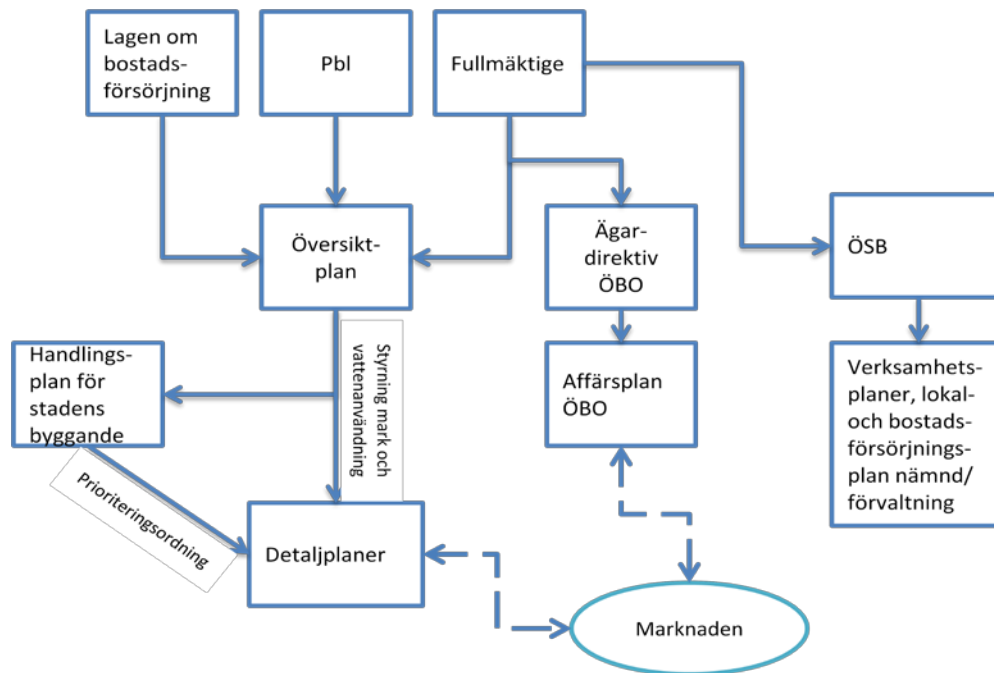 Lagen om
bostads-
försörjning
Pbl
Fullmäktige
Översikt-
plan
Ägar-
direktiv
ÖBO
ÖSB
Handlings-
plan för
stadens
byggande
Styrning mark och
vattenanvändning
Affärsplan
ÖBO
Verksamhets-
planer, lokal-
och bostads-
försörjnings-
plan nämnd/
förvaltning
Prioriteringsordning
Detaljplaner
Marknaden